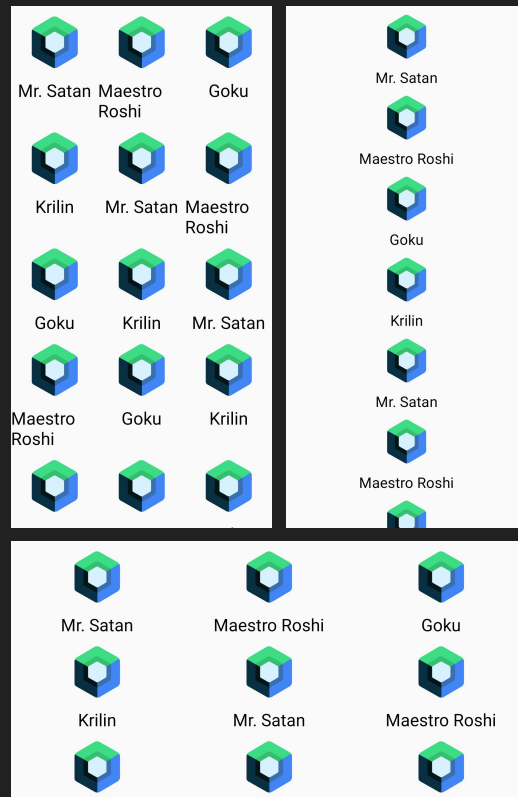 Mr. Satan Maestro Roshi Goku
Krilin Mr. Satan Maestro Roshi
Goku Krilin Mr. Satan
Maestro Roshi Goku Krilin
Mr. Satan
Maestro Roshi
Goku
Krilin
Mr. Satan
Maestro Roshi
Mr. Satan Maestro Roshi Goku
Krilin Mr. Satan Maestro Roshi